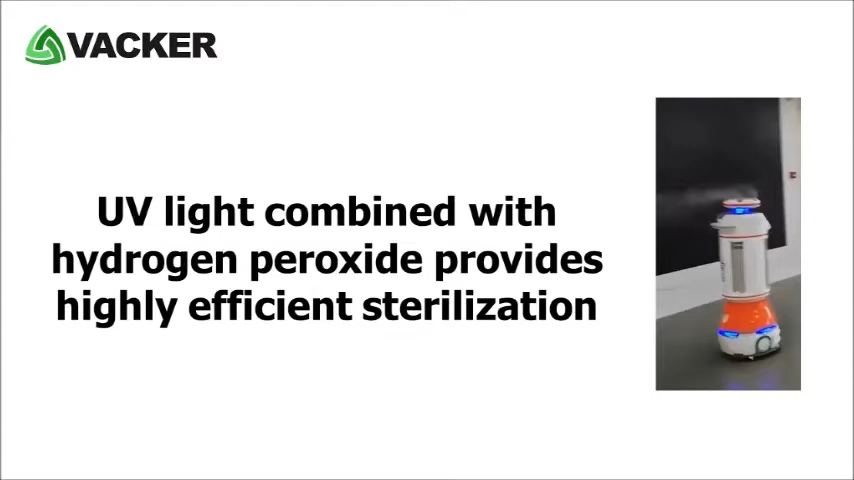 VACKER
UV light combined with
hydrogen peroxide provides
highly efficient sterilization